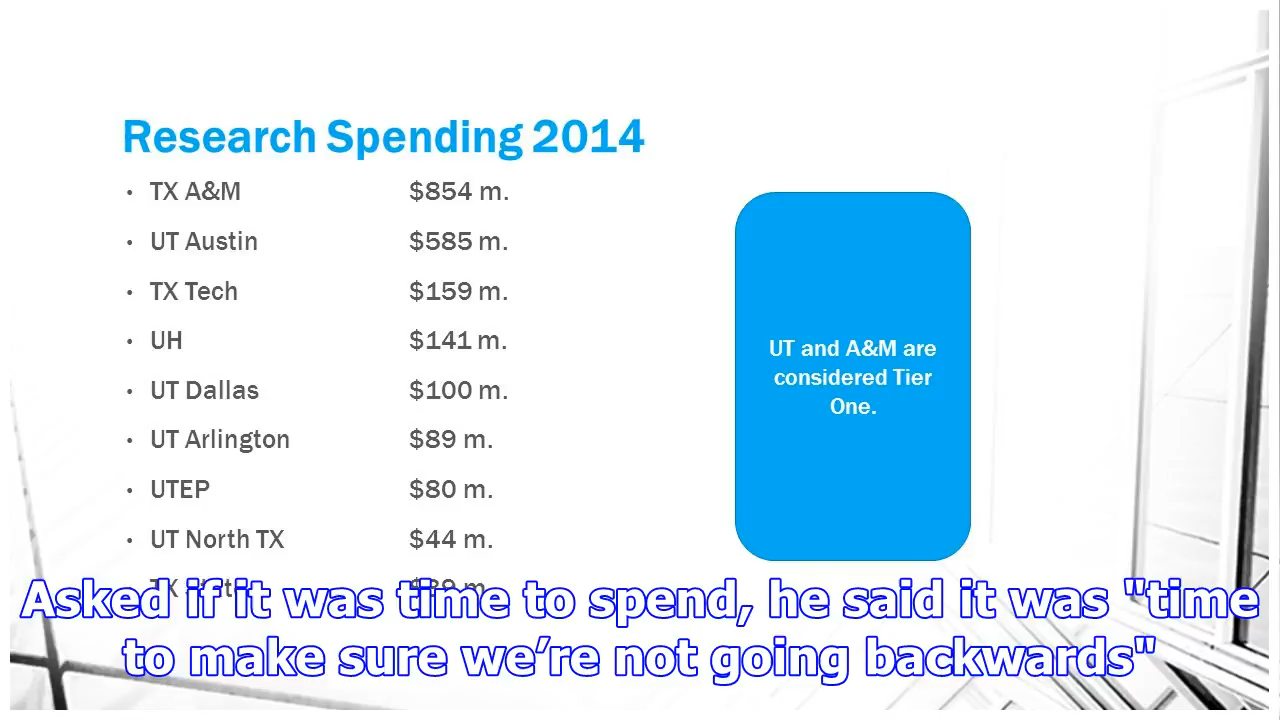 Research Spending 2014
• TX A&M $854 m.
• UT Austin $585 m.
• TX Tech $159 m.
• UH $141 m.
• UT Dallas $100 m.
• UT Arlington $89 m.
• UTEP $80 m.
• UT North TX $44 m.
UT and A&M are
considered Tier
One.
Asked if it was time to spend, he said it was "time
to make sure we’re not going backwards"